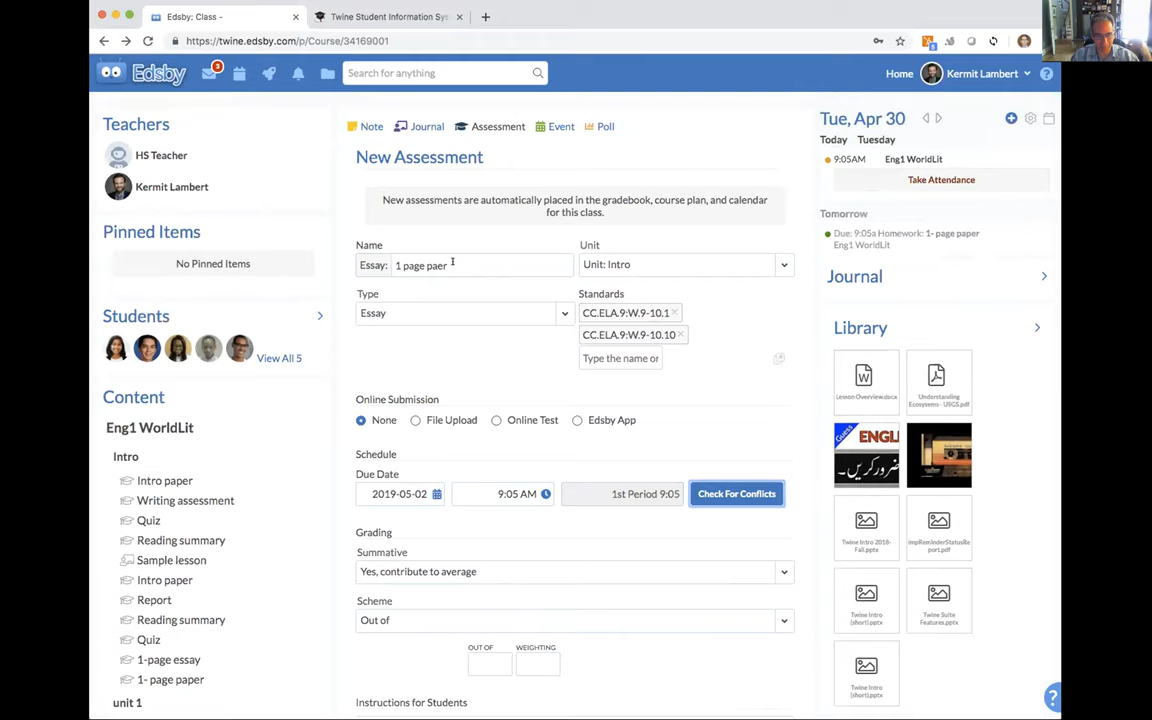 Edsby: Class -
Twine Student Information Sys
https://twine.edsby.com/p/Course/34169001
Edsby
3
Search for anything
Home
Kermit Lambert
Teachers
HS Teacher
Kermit Lambert
Pinned Items
No Pinned Items
Students
View All 5
Content
Eng1 WorldLit
Intro
Intro paper
Writing assessment
Quiz
Reading summary
Sample lesson
Intro paper
Report
Reading summary
Quiz
1-page essay
1- page paper
unit 1
Note
Journal
Assessment
Event
Poll
New Assessment
New assessments are automatically placed in the gradebook, course plan, and calendar
for this class.
Name
Essay: 1 page paer
Unit
Unit: Intro
Type
Essay
Standards
CC.ELA.9:W.9-10.1
CC.ELA.9:W.9-10.10
Type the name or
Online Submission
None
File Upload
Online Test
Edsby App
Schedule
Due Date
2019-05-02
9:05 AM
1st Period 9:05
Check For Conflicts
Grading
Summative
Yes, contribute to average
Scheme
Out of
OUT OF
WEIGHTING
Instructions for Students
Tue, Apr 30
Today Tuesday
9:05AM Eng1 WorldLit
Take Attendance
Tomorrow
Due: 9:05a Homework: 1- page paper
Eng1 WorldLit
Journal
Library
Lesson Overview.docx
Understanding
Ecosysems - UIIGS.pdf
Guess
ENGL
ضرور کریں۔
Twine Intro 2018-
Fall.pptx
impReminderStatusRe
port.pdf
Twine Intro
(short).pptx
Twine Suite
Features.pptx
Twine Intro
(short).pptx
?